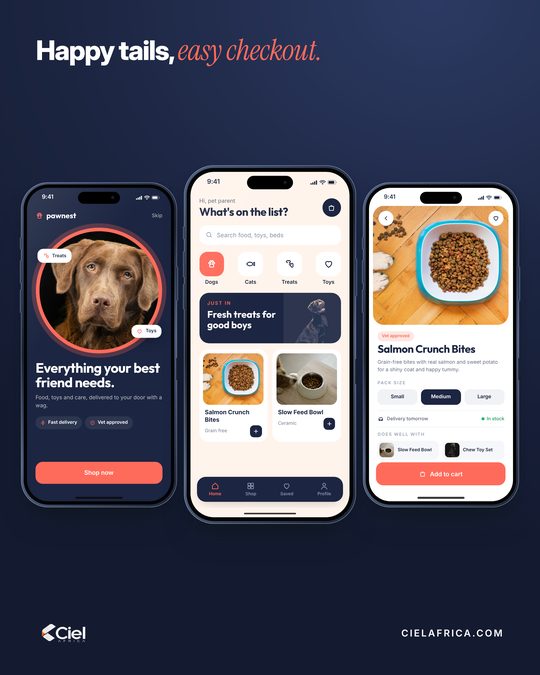 Happy tails, easy checkout.
9:41
pawnest
Skip
Treats
Toys
Everything your best
friend needs.
Food, toys and care, delivered to your door with a
wag.
Fast delivery
Vet approved
Shop now
9:41
Hi, pet parent
What's on the list?
Search food, toys, beds
Dogs
Cats
Treats
Toys
JUST IN
Fresh treats for
good boys
Salmon Crunch
Bites
Grain free
Slow Feed Bowl
Ceramic
Home
Shop
Saved
Profile
9:41
Vet approved
Salmon Crunch Bites
Grain-free bites with real salmon and sweet potato
for a shiny coat and happy tummy.
PACK SIZE
Small
Medium
Large
Delivery tomorrow
In stock
DOES WELL WITH
Slow Feed Bowl
Chew Toy Set
Add to cart
Ciel
AFRICA
CIELAFRICA.COM